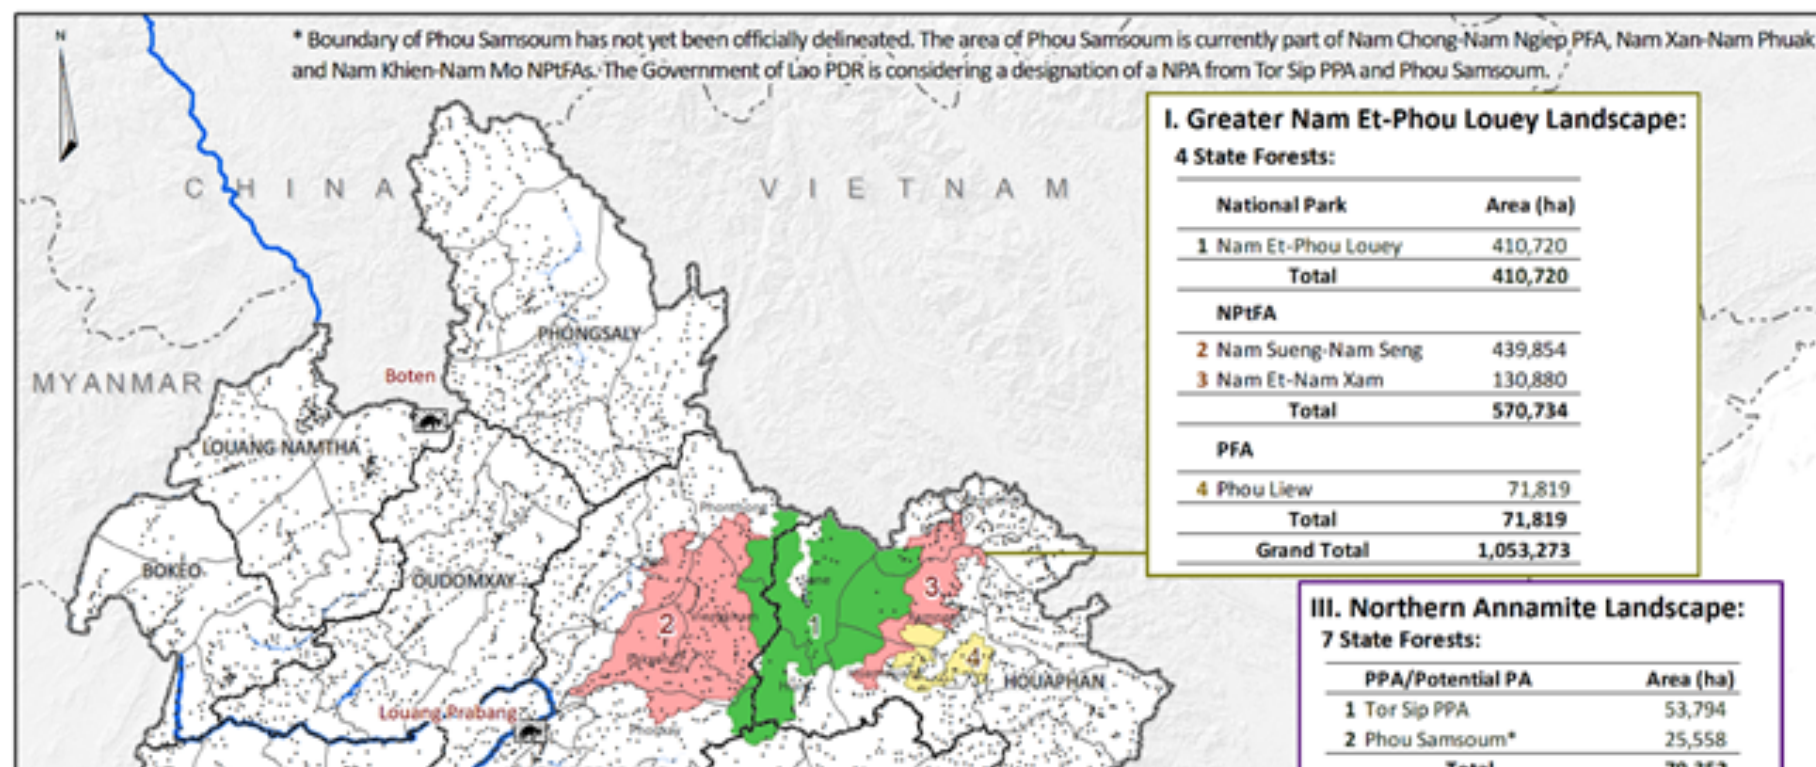 N
* Boundary of Phou Samsoum has not yet been officially delineated. The area of Phou Samsoum is currently part of Nam Chong-Nam Ngiep PFA, Nam Xan-Nam Phuak
and Nam Khien-Nam Mo NPtFAs. The Government of Lao PDR is considering a designation of a NPA from Tor Sip PPA and Phou Samsoum.
CHINA
VIETNAM
MYANMAR
PHONGSALY
Boten
LOUANG NAMTHA
BOKEO
OUDOMXAY
2
1
3
4
HOUAPHAN
Louang Prabang
I. Greater Nam Et-Phou Louey Landscape:
4 State Forests:
National Park Area (ha)
1 Nam Et-Phou Louey 410,720
Total 410,720
NPtFA
2 Nam Sueng-Nam Seng 439,854
3 Nam Et-Nam Xam 130,880
Total 570,734
PFA
4 Phou Liew 71,819
Total 71,819
Grand Total 1,053,273
III. Northern Annamite Landscape:
7 State Forests:
PPA/Potential PA Area (ha)
1 Tor Sip PPA 53,794
2 Phou Samsoum* 25,558
Total 79,352